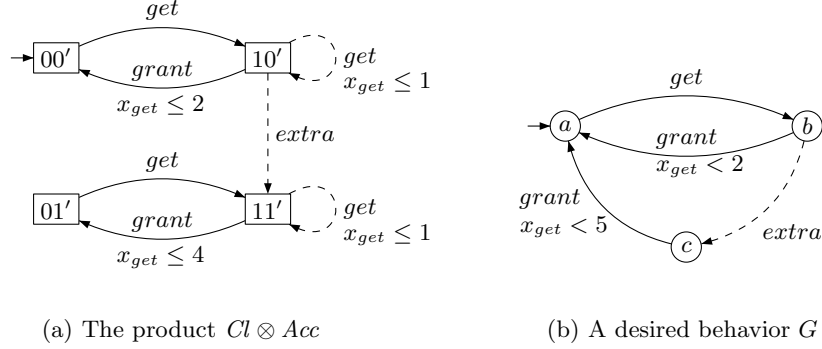 get
00′
10′
get
x_get ≤ 1
grant
x_get ≤ 2
extra
get
01′
11′
get
x_get ≤ 1
grant
x_get ≤ 4
get
a
b
grant
x_get < 2
grant
x_get < 5
c
extra
(a) The product Cl ⊗ Acc
(b) A desired behavior G